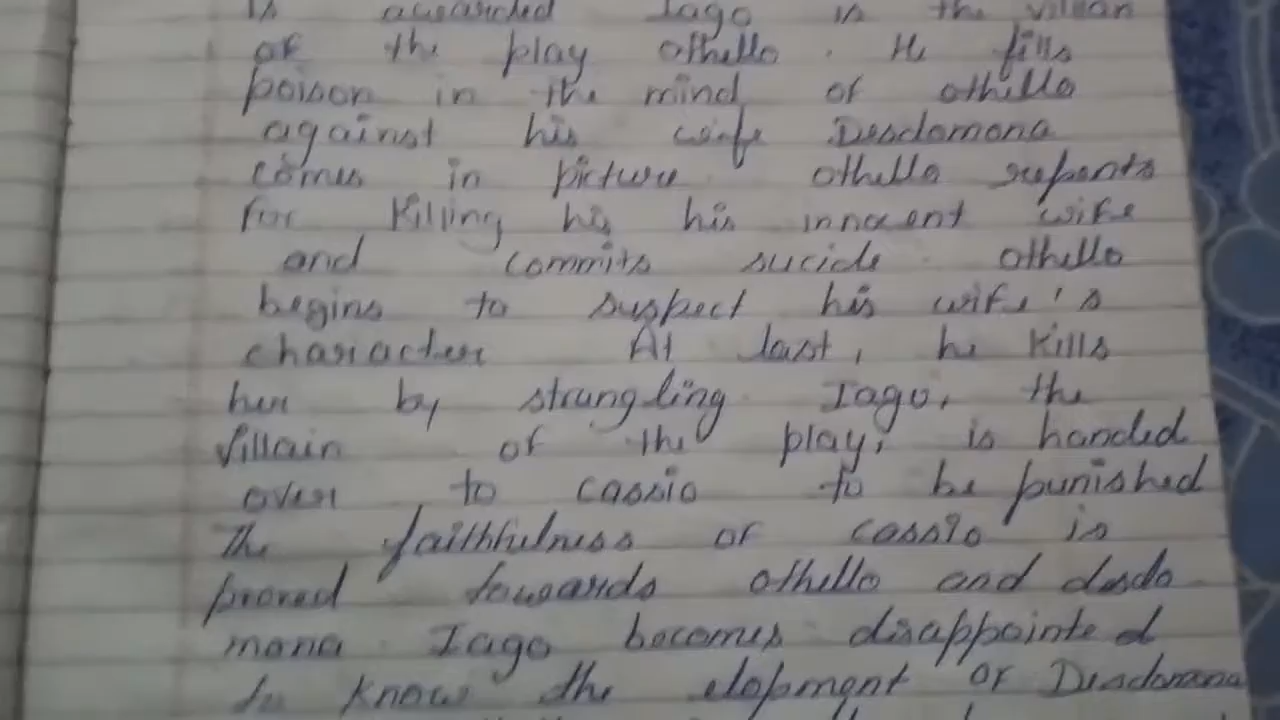 is awarded Iago is the villian
of the play othello . He fills
poison in the mind of othello
against his wife Desdomona
comes in picture othello repents
for killing his his innocent wife
and commits sucide . Othello
begins to suspect his wife's
character At last, he kills
her by strangling Iago, the
villain of the play, is handed
over to cassio to be punished
The faithfulness of cassio is
proved towards othello and desdo
mona . Iago becomes disappointed
to know the elopment of Desdomona